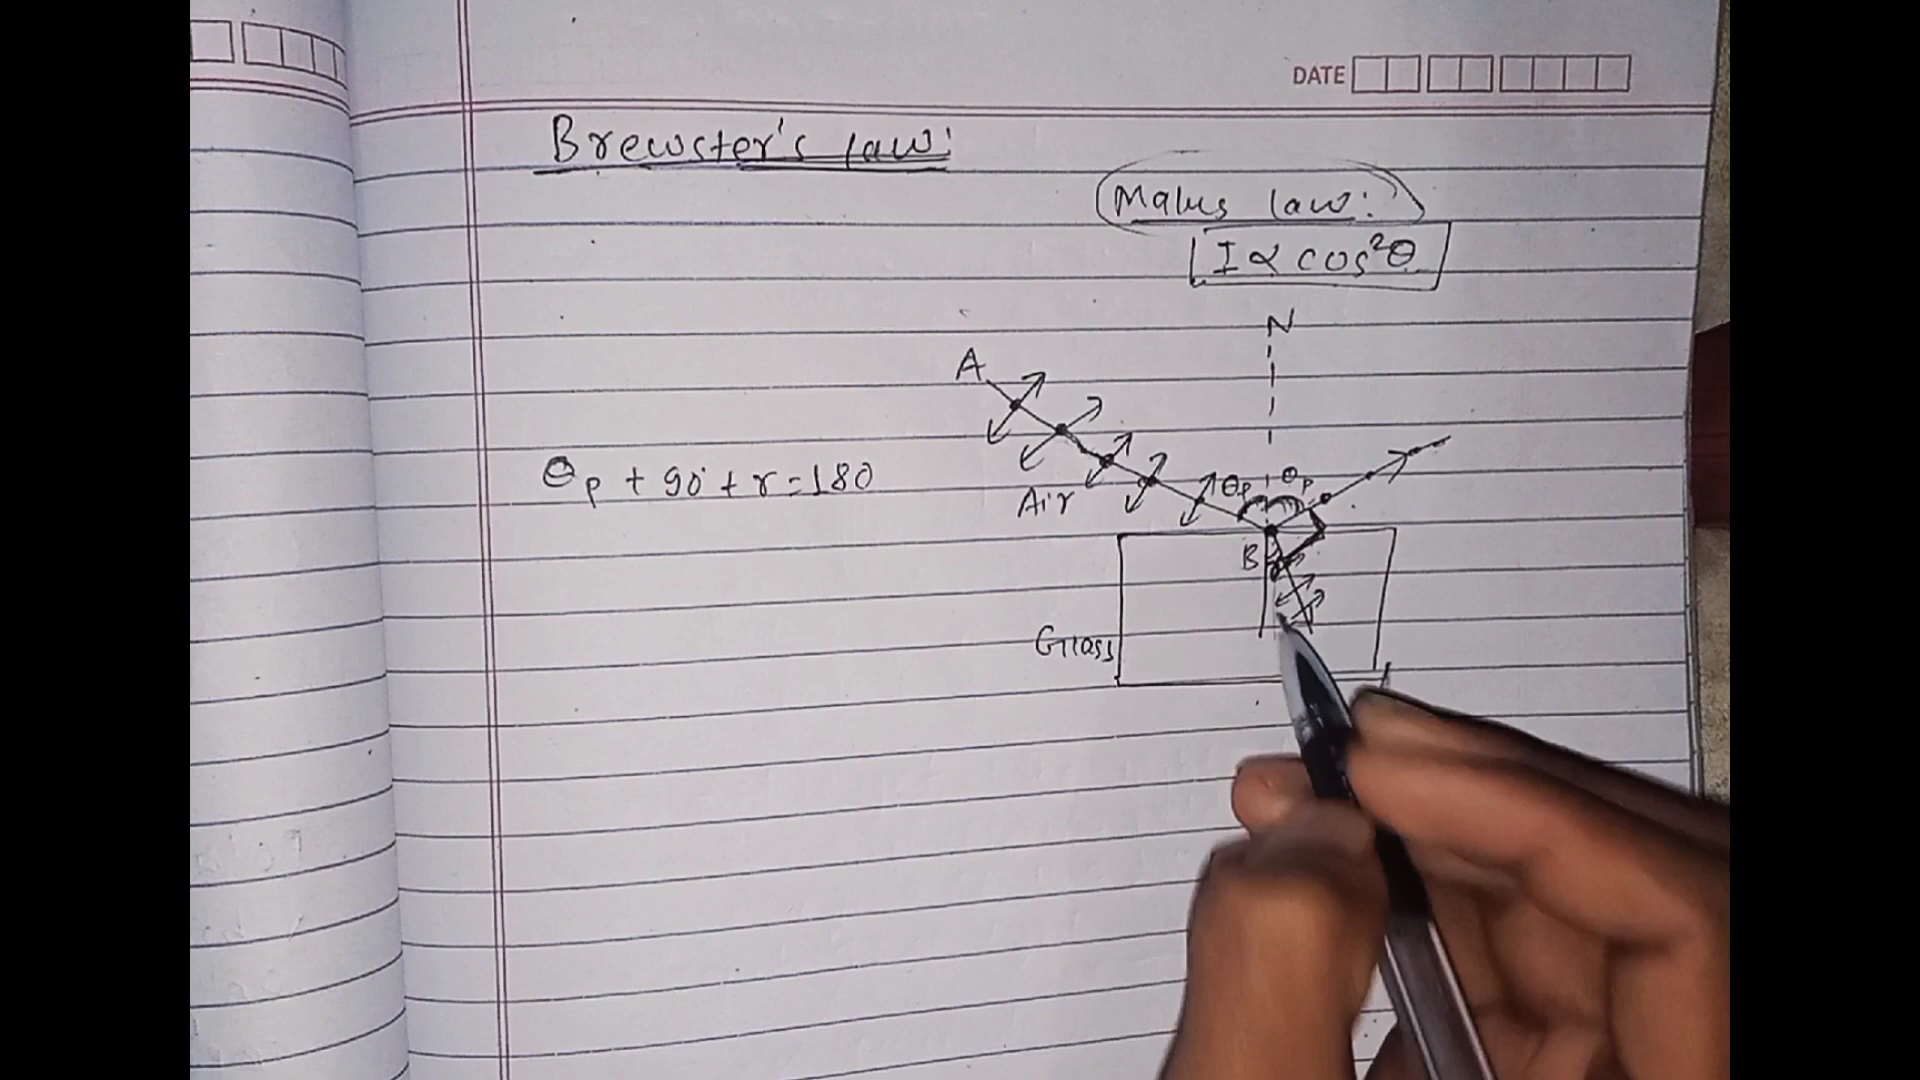 DATE
Brewster's law:
Malus law:
I ∝ cos²θ
N
A
θp + 90° + r = 180
Air
θp θp
B
r
Glass